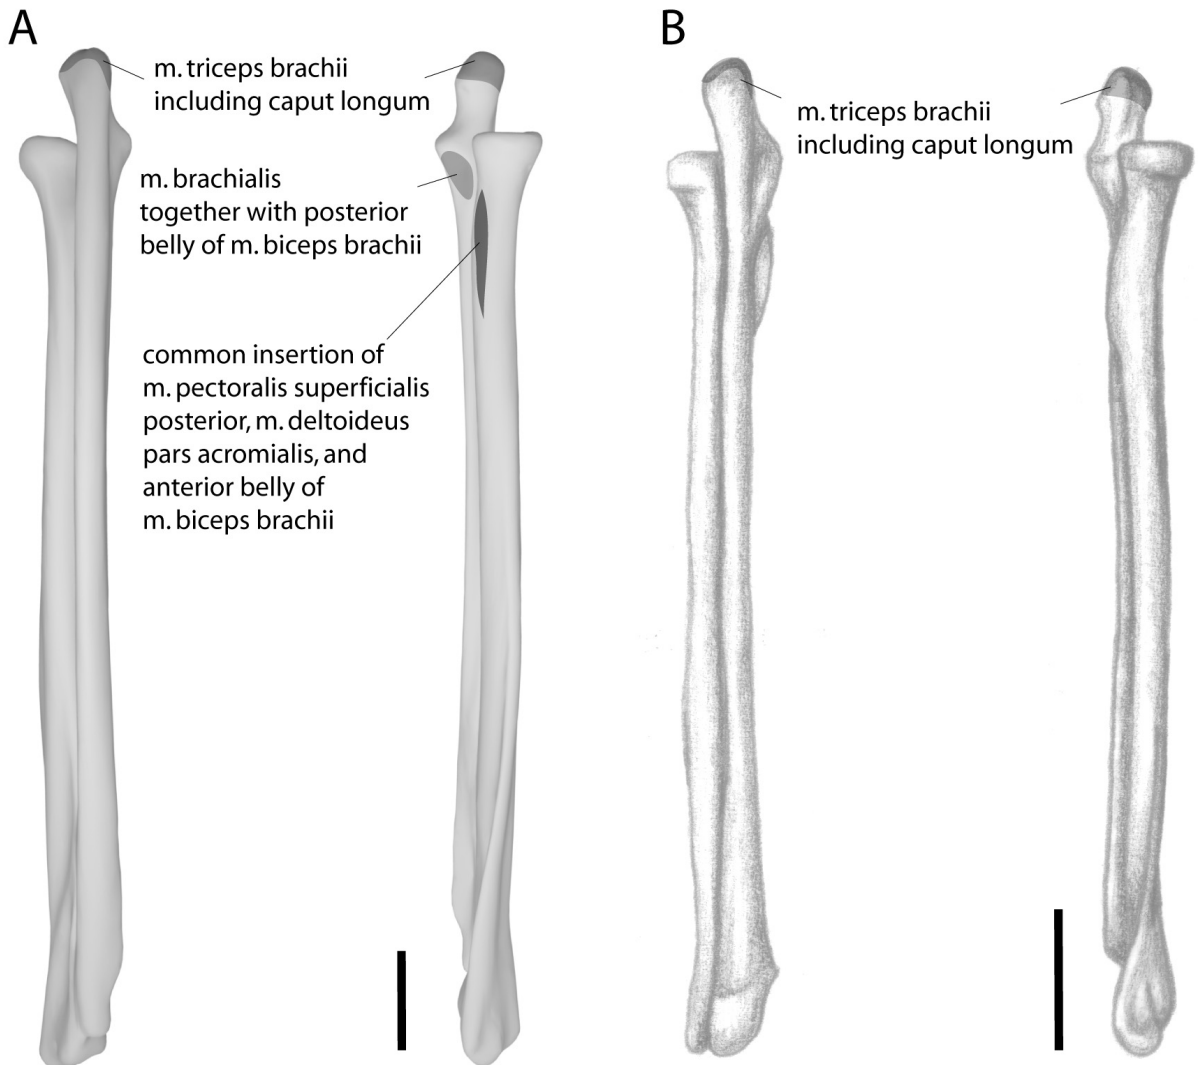 A
m. triceps brachii
including caput longum
m. brachialis
together with posterior
belly of m. biceps brachii
common insertion of
m. pectoralis superficialis
posterior, m. deltoideus
pars acromialis, and
anterior belly of
m. biceps brachii
B
m. triceps brachii
including caput longum